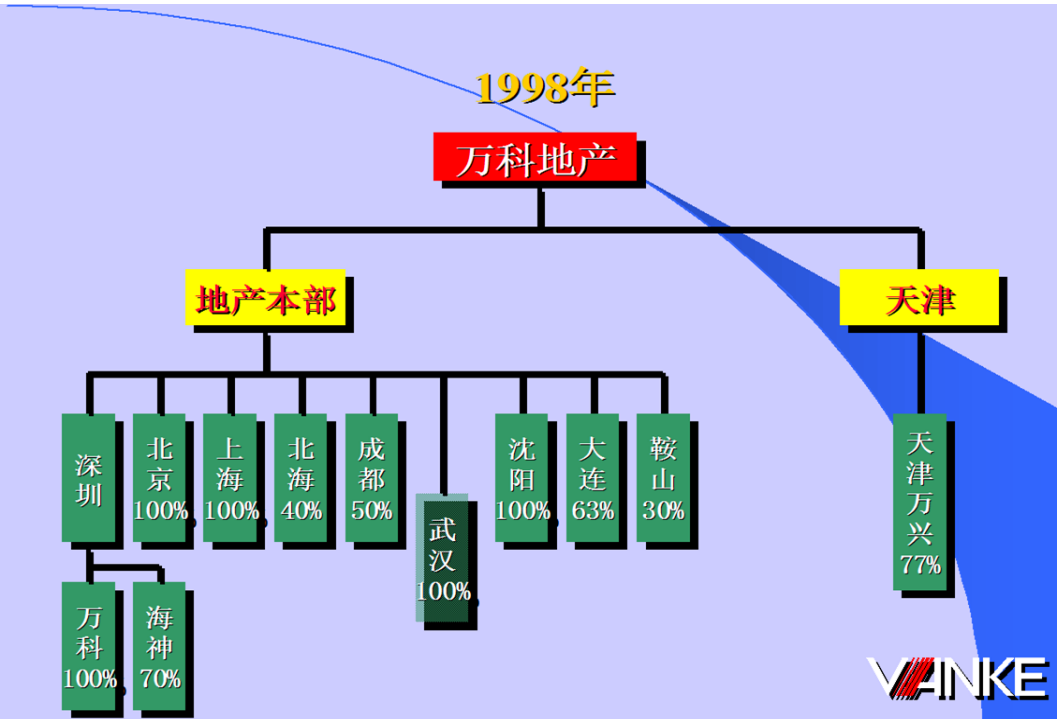 1998年
万科地产
地产本部
天津
深圳
北京
100%
上海
100%
北海
40%
成都
50%
武汉
100%
沈阳
100%
大连
63%
鞍山
30%
天津万兴
77%
万科
100%
海神
70%
VANKE